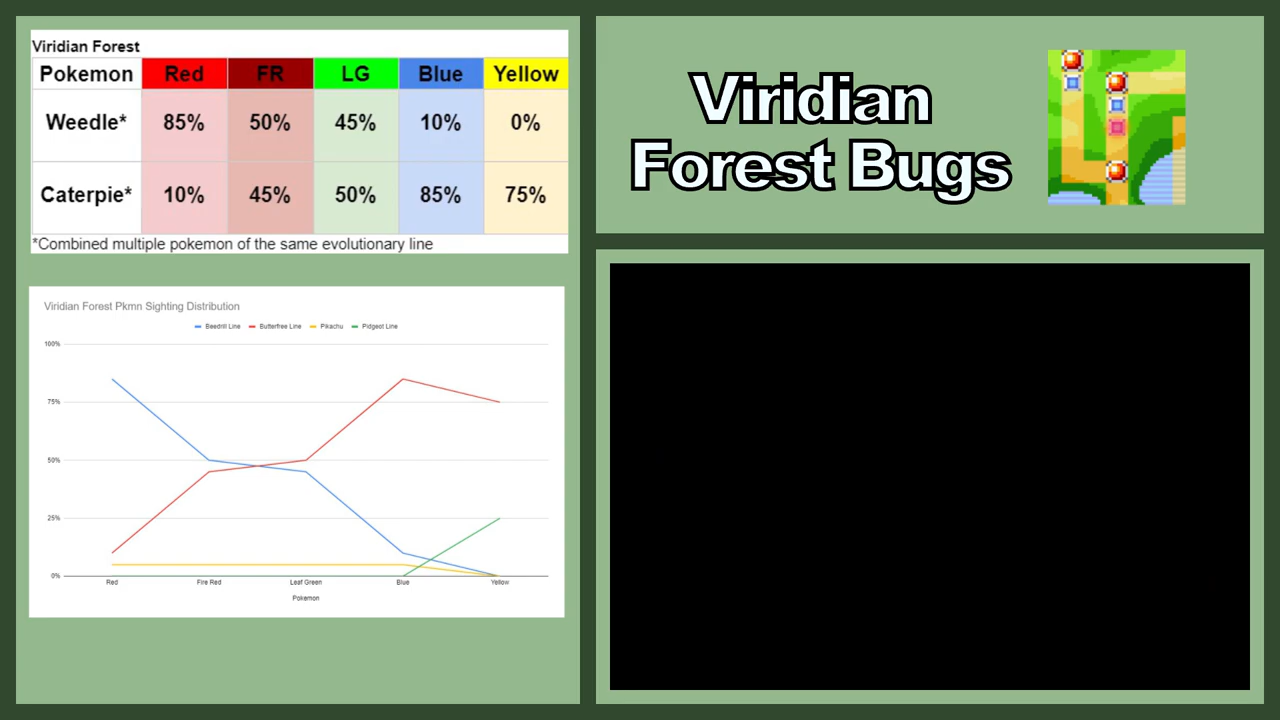 Viridian Forest
Pokemon Red FR LG Blue Yellow
Weedle* 85% 50% 45% 10% 0%
Caterpie* 10% 45% 50% 85% 75%
*Combined multiple pokemon of the same evolutionary line
Viridian Forest Pkmn Sighting Distribution
Beedrill Line Butterfree Line Pikachu Pidgeot Line
100%
75%
50%
25%
0%
Red Fire Red Leaf Green Blue Yellow
Pokemon
Viridian
Forest Bugs